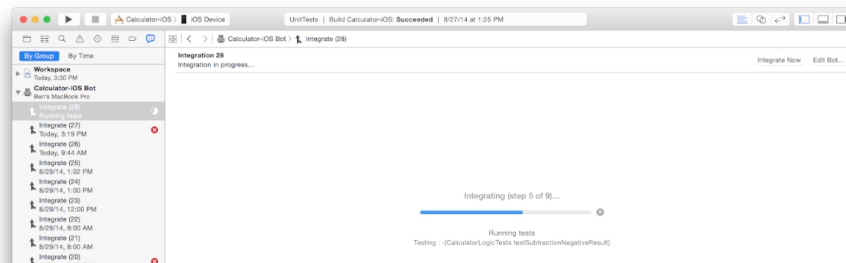 Calculator-iOS iOS Device
UnitTests | Build Calculator-iOS: Succeeded | 8/27/14 at 1:25 PM
Calculator-iOS Bot Integrate (28)
By Group By Time
Integration 28
Integration in progress...
Integrate Now Edit Bot...
Workspace
Today, 3:30 PM
Calculator-iOS Bot
Ben's MacBook Pro
Integrate (28)
Running tests
Integrate (27)
Today, 3:19 PM
Integrate (26)
Today, 9:44 AM
Integrate (25)
8/29/14, 1:02 PM
Integrate (24)
8/29/14, 1:00 PM
Integrate (23)
8/29/14, 12:00 PM
Integrate (22)
8/29/14, 9:00 AM
Integrate (21)
8/29/14, 8:00 AM
Integrate (20)
Integrating (step 5 of 9)...
Running tests
Testing : -[CalculatorLogicTests testSubtractionNegativeResult]